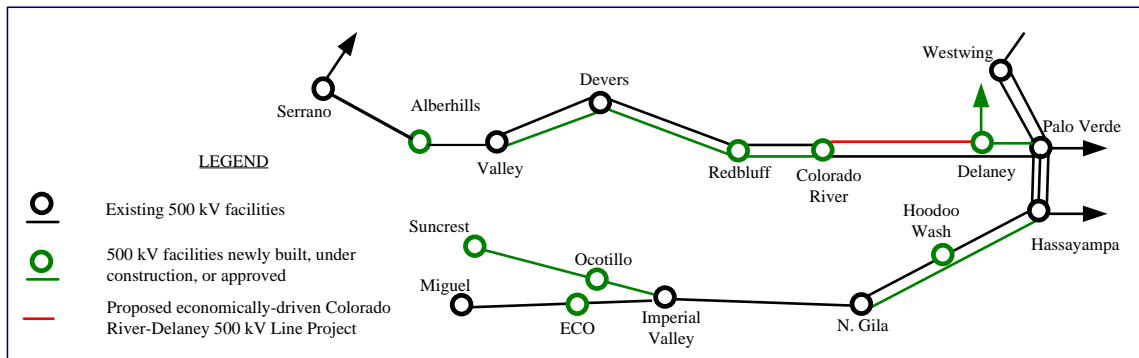 Westwing
Devers
Serrano
Alberhills
Palo Verde
LEGEND
Valley
Redbluff
Colorado
River
Delaney
Existing 500 kV facilities
Suncrest
Hoodoo
Wash
Hassayampa
500 kV facilities newly built, under
construction, or approved
Ocotillo
Miguel
Proposed economically-driven Colorado
River-Delaney 500 kV Line Project
ECO
Imperial
Valley
N. Gila